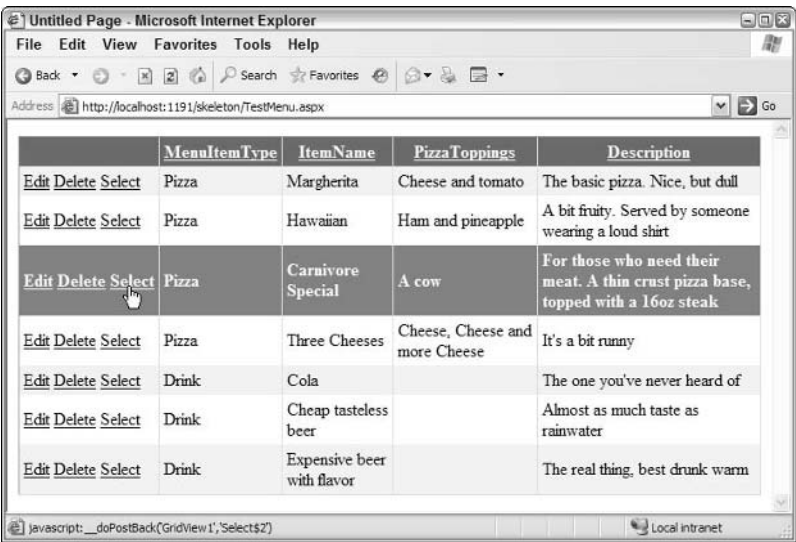 Untitled Page - Microsoft Internet Explorer
File Edit View Favorites Tools Help
Back Search Favorites
Address http://localhost:1191/skeleton/TestMenu.aspx Go
MenuItemType ItemName PizzaToppings Description
Edit Delete Select Pizza Margherita Cheese and tomato The basic pizza. Nice, but dull
Edit Delete Select Pizza Hawaiian Ham and pineapple A bit fruity. Served by someone
wearing a loud shirt
Edit Delete Select Pizza Carnivore
Special A cow For those who need their
meat. A thin crust pizza base,
topped with a 16oz steak
Edit Delete Select Pizza Three Cheeses Cheese, Cheese and
more Cheese It's a bit runny
Edit Delete Select Drink Cola The one you've never heard of
Edit Delete Select Drink Cheap tasteless
beer Almost as much taste as
rainwater
Edit Delete Select Drink Expensive beer
with flavor The real thing, best drunk warm
javascript:__doPostBack('GridView1','Select$2') Local intranet